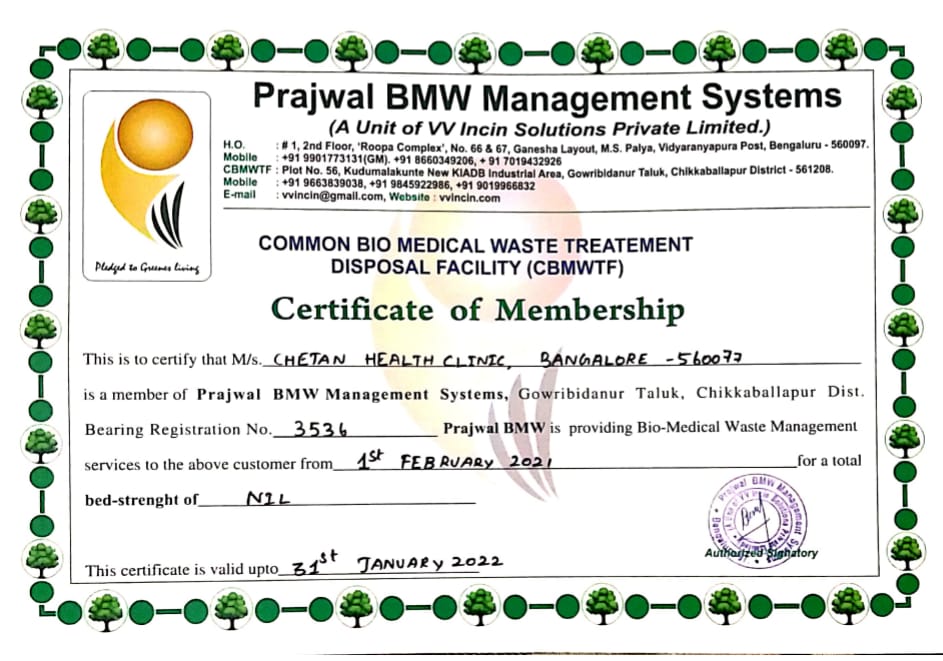 Prajwal BMW Management Systems
(A Unit of VV Incin Solutions Private Limited.)
H.O. : # 1, 2nd Floor, 'Roopa Complex', No. 66 & 67, Ganesha Layout, M.S. Palya, Vidyaranyapura Post, Bengaluru - 560097.
Mobile : +91 9901773131(GM). +91 8660349206, + 91 7019432926
CBMWTF : Plot No. 56, Kudumalakunte New KIADB Industrial Area, Gowribidanur Taluk, Chikkaballapur District - 561208.
Mobile : +91 9663839038, +91 9845922986, +91 9019966832
E-mail : vvincin@gmail.com, Website : vvincin.com
Pledged to Greener living
COMMON BIO MEDICAL WASTE TREATEMENT
DISPOSAL FACILITY (CBMWTF)
Certificate of Membership
This is to certify that M/s. CHETAN HEALTH CLINIC, BANGALORE -560077
is a member of Prajwal BMW Management Systems, Gowribidanur Taluk, Chikkaballapur Dist.
Bearing Registration No. 3536 Prajwal BMW is providing Bio-Medical Waste Management
services to the above customer from 1st FEBRUARY 2021 for a total
bed-strenght of NIL
Prajwal BMW Management
Authorized Signatory
This certificate is valid upto 31st JANUARY 2022